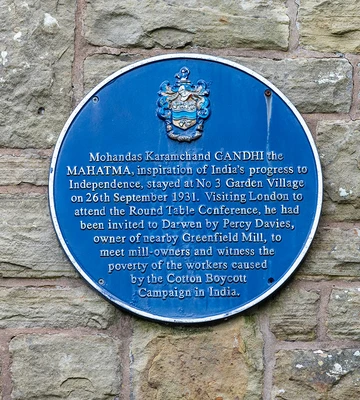 Mohandas Karamchand GANDHI the
MAHATMA, inspiration of India's progress to
Independence, stayed at No 3 Garden Village
on 26th September 1931. Visiting London to
attend the Round Table Conference, he had
been invited to Darwen by Percy Davies,
owner of nearby Greenfield Mill, to
meet mill-owners and witness the
poverty of the workers caused
by the Cotton Boycott
Campaign in India.